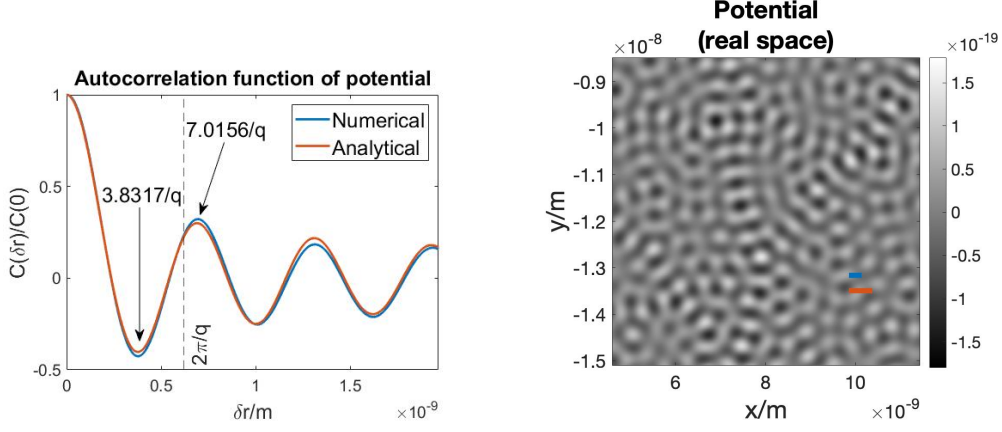 Autocorrelation function of potential
1
0.5
0
-0.5
C(δr)/C(0)
Numerical
Analytical
7.0156/q
3.8317/q
2π/q
0
0.5
1
1.5
δr/m
×10⁻⁹
Potential
(real space)
×10⁻⁸
-0.9
-1
-1.1
-1.2
-1.3
-1.4
-1.5
y/m
6
8
10
x/m
×10⁻⁹
×10⁻¹⁹
1.5
1
0.5
0
-0.5
-1
-1.5